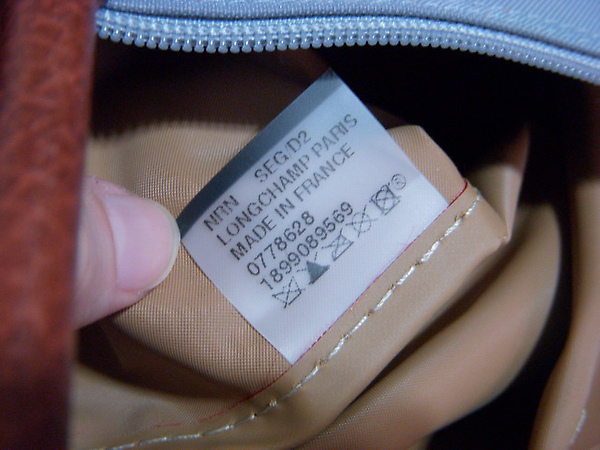 NRN SEG/D2
LONGCHAMP PARIS
MADE IN FRANCE
0778628
1899089569